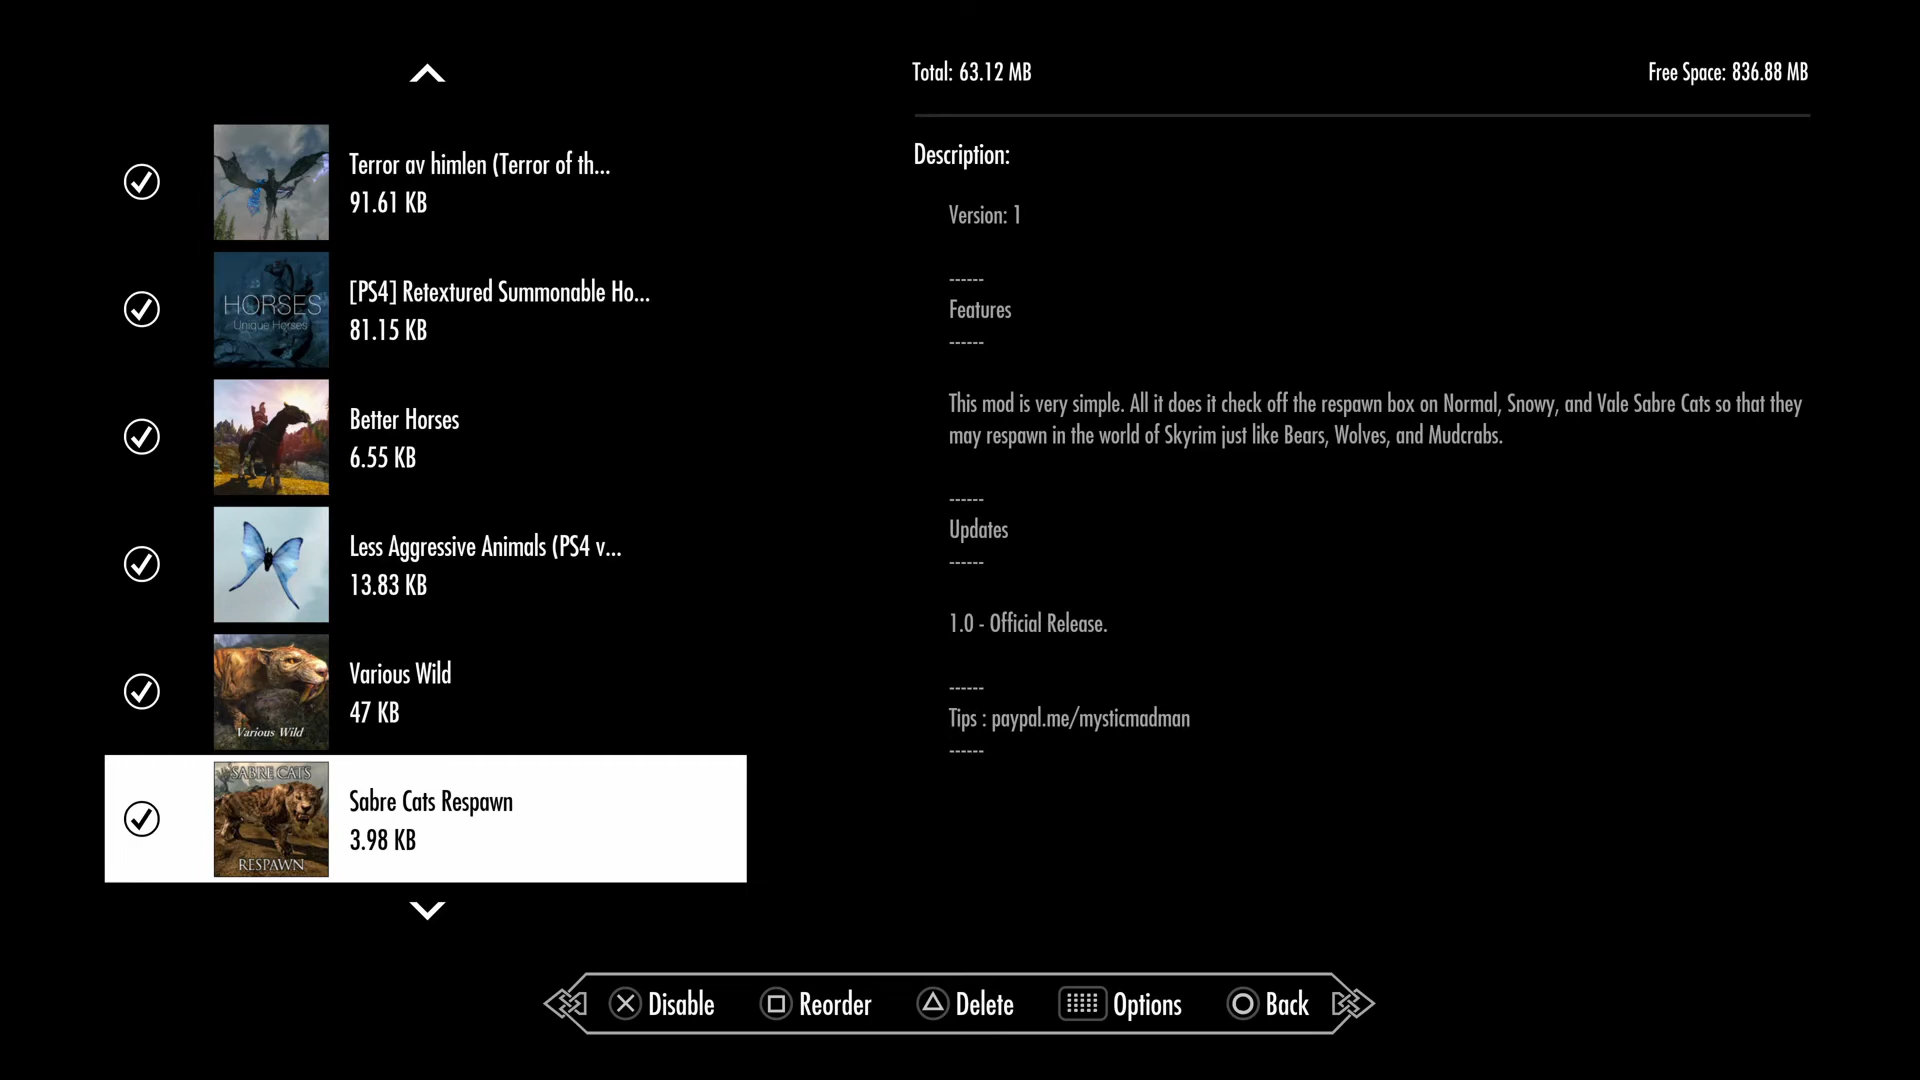 Total: 63.12 MB
Free Space: 836.88 MB
Terror av himlen (Terror of th...
91.61 KB
HORSES
Unique Horses
[PS4] Retextured Summonable Ho...
81.15 KB
Better Horses
6.55 KB
Less Aggressive Animals (PS4 v...
13.83 KB
Various Wild
Various Wild
47 KB
SABRE CATS
RESPAWN
Sabre Cats Respawn
3.98 KB
Description:
Version: 1
------
Features
------
This mod is very simple. All it does it check off the respawn box on Normal, Snowy, and Vale Sabre Cats so that they
may respawn in the world of Skyrim just like Bears, Wolves, and Mudcrabs.
------
Updates
------
1.0 - Official Release.
------
Tips : paypal.me/mysticmadman
------
Disable
Reorder
Delete
Options
Back